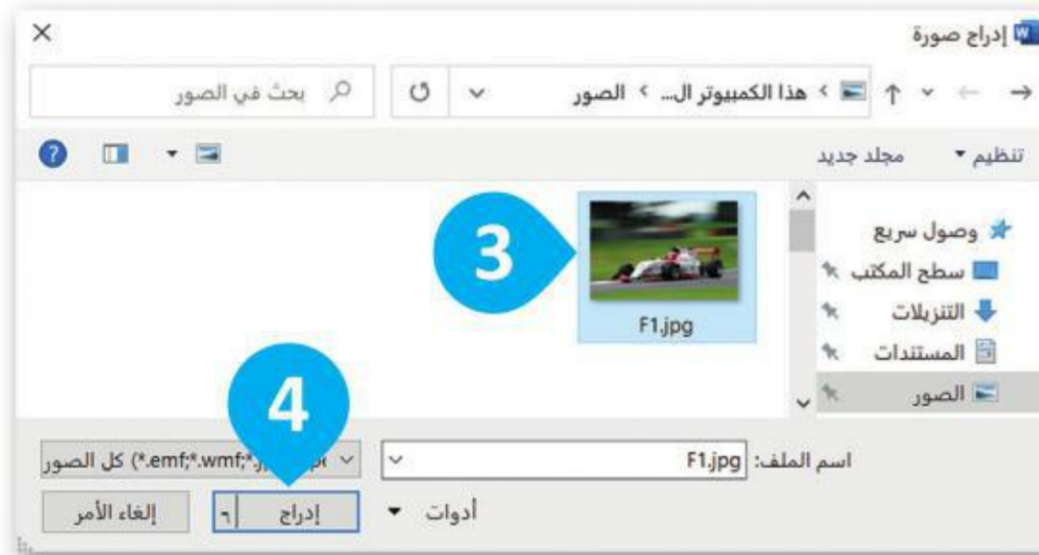 إدراج صورة
هذا الكمبيوتر ال... > الصور
بحث في الصور
تنظيم
مجلد جديد
وصول سريع
سطح المكتب
التنزيلات
المستندات
الصور
3
F1.jpg
4
اسم الملف: F1.jpg
كل الصور (*.emf;*.wmf;*.j
أدوات
إدراج
إلغاء الأمر